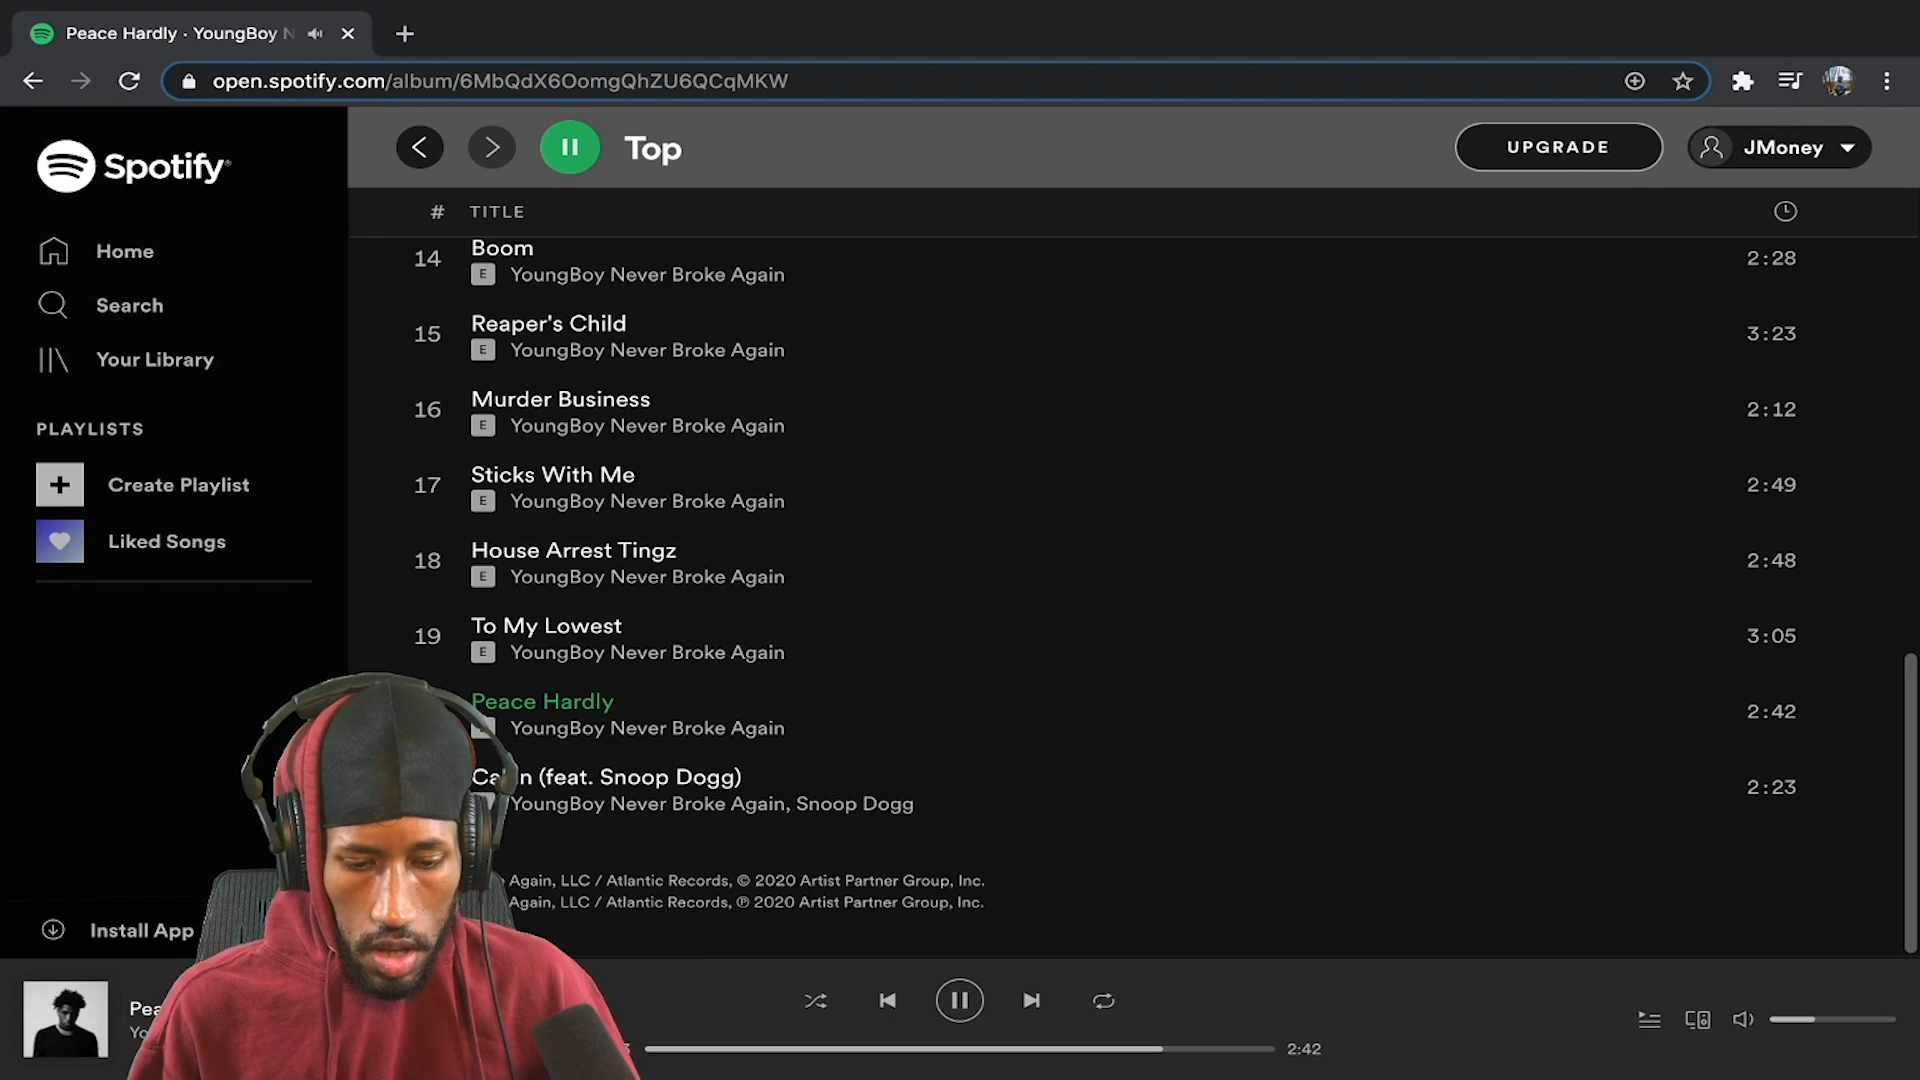 Peace Hardly · YoungBoy N
open.spotify.com/album/6MbQdX6OomgQhZU6QCqMKW
Spotify
Top
UPGRADE
JMoney
Home
Search
Your Library
PLAYLISTS
Create Playlist
Liked Songs
Install App
# TITLE
14 Boom 2:28
E YoungBoy Never Broke Again
15 Reaper's Child 3:23
E YoungBoy Never Broke Again
16 Murder Business 2:12
E YoungBoy Never Broke Again
17 Sticks With Me 2:49
E YoungBoy Never Broke Again
18 House Arrest Tingz 2:48
E YoungBoy Never Broke Again
19 To My Lowest 3:05
E YoungBoy Never Broke Again
Peace Hardly 2:42
YoungBoy Never Broke Again
(feat. Snoop Dogg) 2:23
YoungBoy Never Broke Again, Snoop Dogg
Again, LLC / Atlantic Records, © 2020 Artist Partner Group, Inc.
Again, LLC / Atlantic Records, ℗ 2020 Artist Partner Group, Inc.
2:42